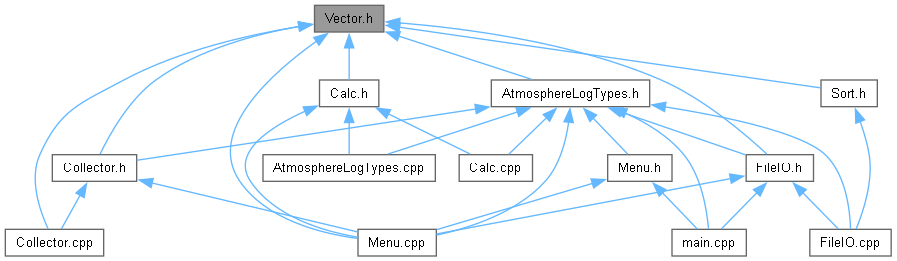 Vector.h
Calc.h
AtmosphereLogTypes.h
Sort.h
Collector.h
AtmosphereLogTypes.cpp
Calc.cpp
Menu.h
FileIO.h
Collector.cpp
Menu.cpp
main.cpp
FileIO.cpp